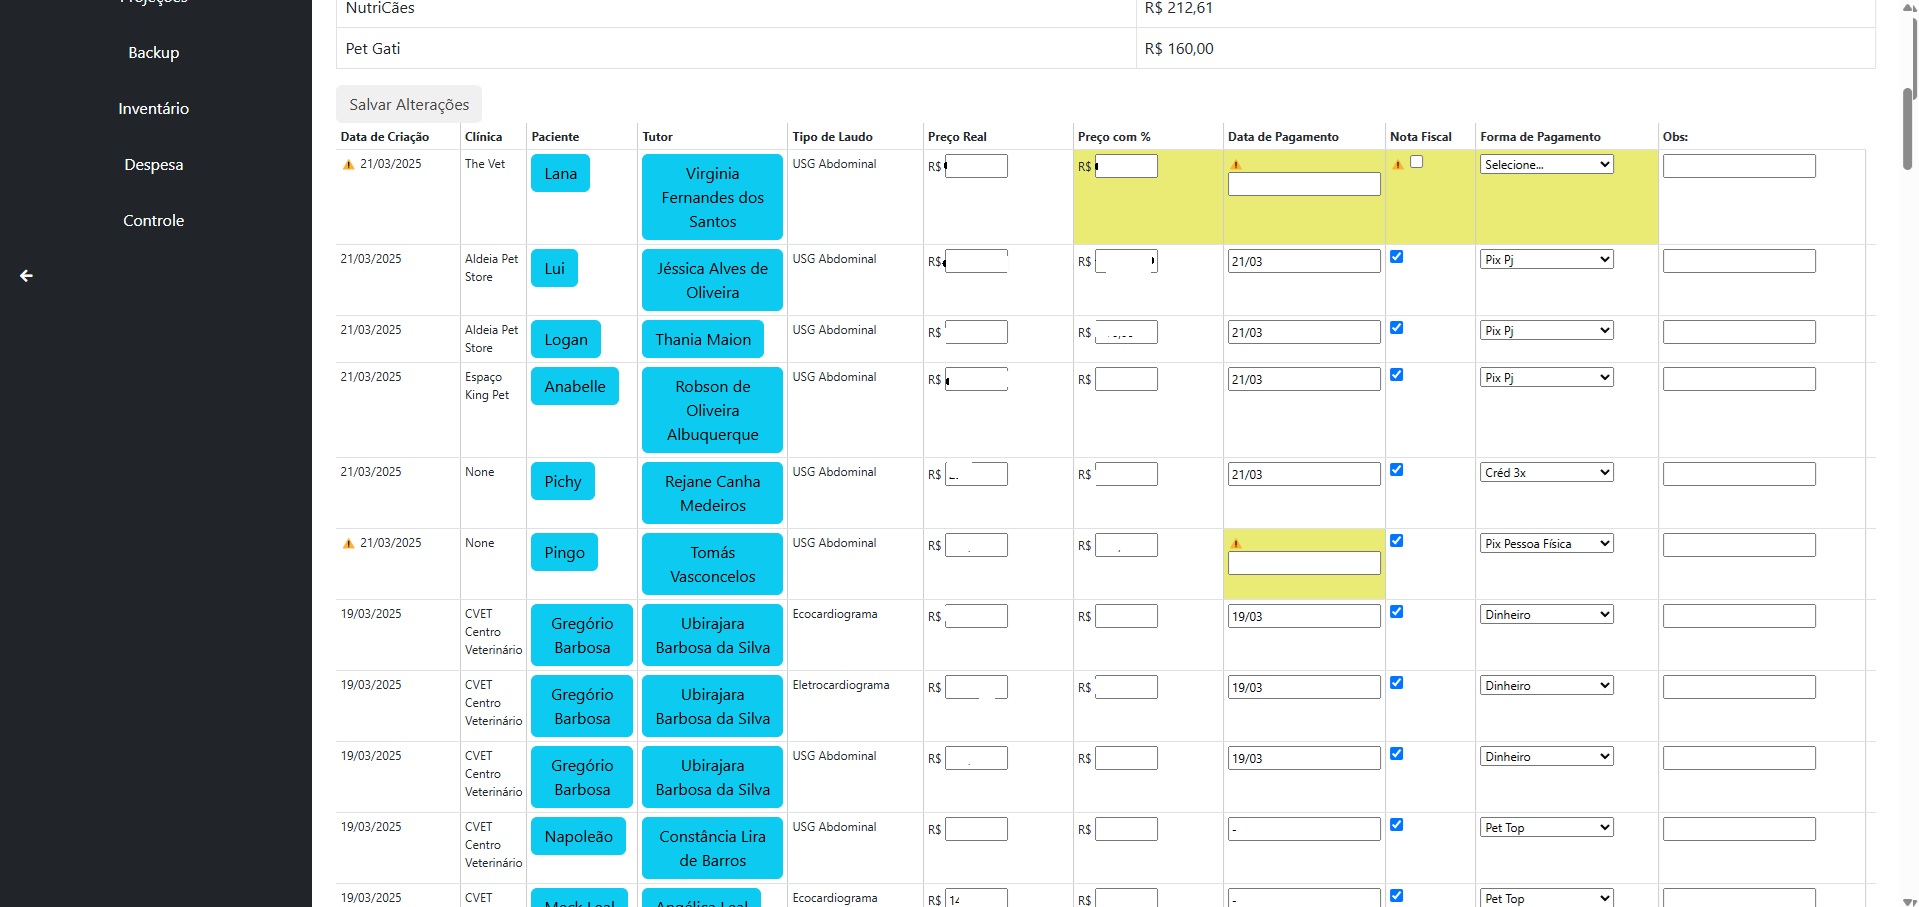 Projeções
Backup
Inventário
Despesa
Controle
NutriCães R$ 212,61
Pet Gati R$ 160,00
Salvar Alterações
Data de Criação Clínica Paciente Tutor Tipo de Laudo Preço Real Preço com % Data de Pagamento Nota Fiscal Forma de Pagamento Obs:
21/03/2025 The Vet Lana Virginia USG Abdominal R$ R$ Selecione...
Fernandes dos
Santos
21/03/2025 Aldeia Pet Lui Jéssica Alves de USG Abdominal R$ R$ 21/03 Pix Pj
Store Oliveira
21/03/2025 Aldeia Pet Logan Thania Maion USG Abdominal R$ R$ 21/03 Pix Pj
Store
21/03/2025 Espaço Anabelle Robson de USG Abdominal R$ R$ 21/03 Pix Pj
King Pet Oliveira
Albuquerque
21/03/2025 None Pichy Rejane Canha USG Abdominal R$ R$ 21/03 Créd 3x
Medeiros
21/03/2025 None Pingo Tomás USG Abdominal R$ R$ Pix Pessoa Física
Vasconcelos
19/03/2025 CVET Gregório Ubirajara Ecocardiograma R$ R$ 19/03 Dinheiro
Centro Barbosa Barbosa da Silva
Veterinário
19/03/2025 CVET Gregório Ubirajara Eletrocardiograma R$ R$ 19/03 Dinheiro
Centro Barbosa Barbosa da Silva
Veterinário
19/03/2025 CVET Gregório Ubirajara USG Abdominal R$ R$ 19/03 Dinheiro
Centro Barbosa Barbosa da Silva
Veterinário
19/03/2025 CVET Napoleão Constância Lira USG Abdominal R$ R$ - Pet Top
Centro de Barros
Veterinário
19/03/2025 CVET Angélica Leal Ecocardiograma R$ R$ - Pet Top